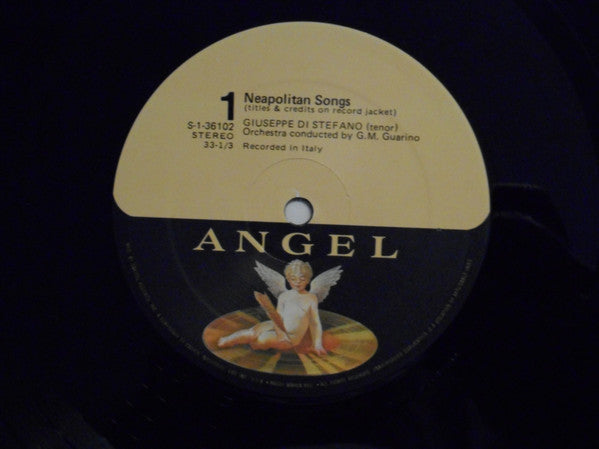 1
Neapolitan Songs
(titles & credits on record jacket)
S-1-36102
STEREO
33-1/3
GIUSEPPE DI STEFANO (tenor)
Orchestra conducted by G.M. Guarino
Recorded in Italy
ANGEL